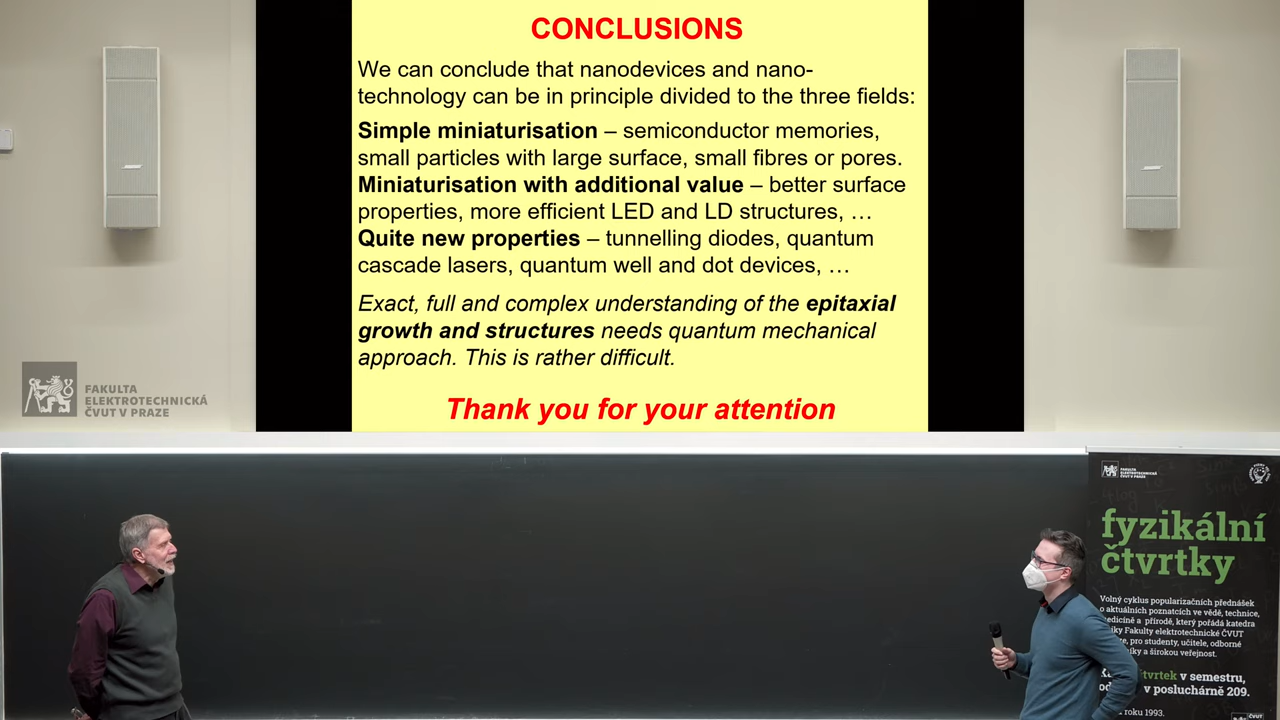 CONCLUSIONS
We can conclude that nanodevices and nano-
technology can be in principle divided to the three fields:
Simple miniaturisation – semiconductor memories,
small particles with large surface, small fibres or pores.
Miniaturisation with additional value – better surface
properties, more efficient LED and LD structures, …
Quite new properties – tunnelling diodes, quantum
cascade lasers, quantum well and dot devices, …
Exact, full and complex understanding of the epitaxial
growth and structures needs quantum mechanical
approach. This is rather difficult.
Thank you for your attention
FAKULTA
ELEKTROTECHNICKÁ
ČVUT V PRAZE
FAKULTA
ELEKTROTECHNICKÁ
ČVUT V PRAZE
fyzikální
čtvrtky
Volný cyklus popularizačních přednášek
o aktuálních poznatcích ve vědě, technice,
a přírodě, který pořádá katedra
Fakulty elektrotechnické ČVUT
pro studenty, učitele, odborné
a širokou veřejnost.
v semestru,
v posluchárně 209.
roku 1993.
ČVUT